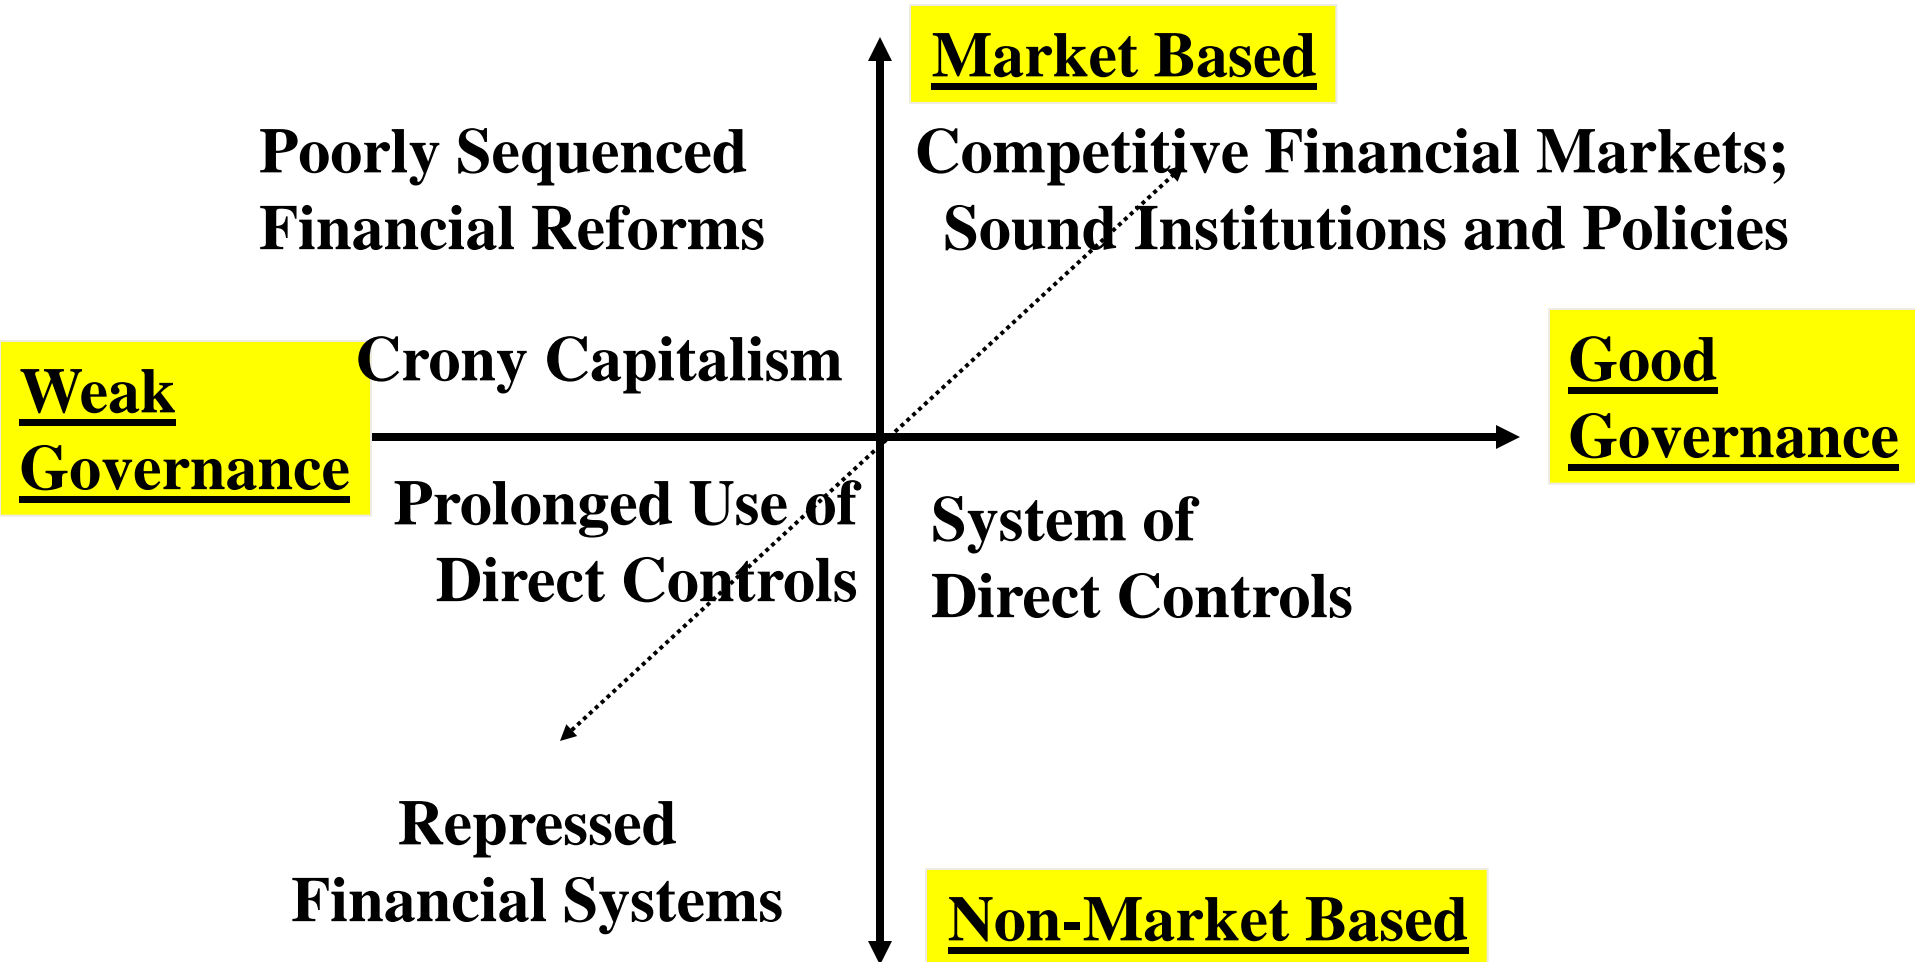 Market Based
Poorly Sequenced
Financial Reforms
Competitive Financial Markets;
Sound Institutions and Policies
Crony Capitalism
Weak
Governance
Good
Governance
Prolonged Use of
Direct Controls
System of
Direct Controls
Repressed
Financial Systems
Non-Market Based